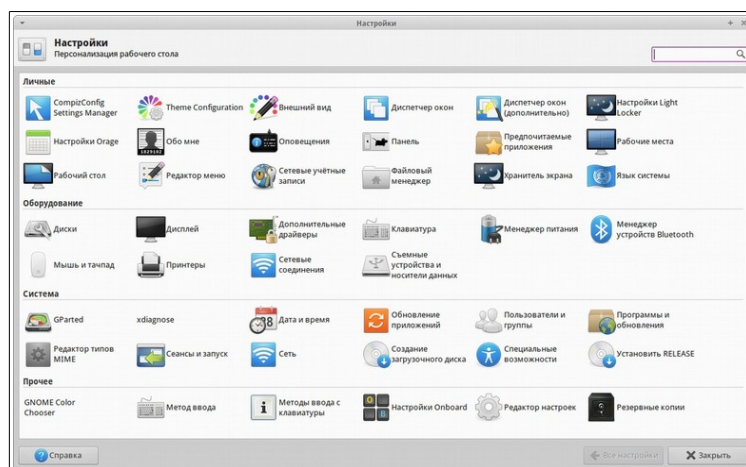 Настройки
Настройки
Персонализация рабочего стола
Личные
CompizConfig
Settings Manager
Theme Configuration
Внешний вид
Диспетчер окон
Диспетчер окон
(дополнительно)
Настройки Light
Locker
Настройки Orage
Обо мне
Оповещения
Панель
Предпочитаемые
приложения
Рабочие места
Рабочий стол
Редактор меню
Сетевые учётные
записи
Файловый
менеджер
Хранитель экрана
Язык системы
Оборудование
Диски
Дисплей
Дополнительные
драйверы
Клавиатура
Менеджер питания
Менеджер
устройств Bluetooth
Мышь и тачпад
Принтеры
Сетевые
соединения
Съемные
устройства и
носители данных
Система
GParted
xdiagnose
Дата и время
Обновление
приложений
Пользователи и
группы
Программы и
обновления
Редактор типов
MIME
Сеансы и запуск
Сеть
Создание
загрузочного диска
Специальные
возможности
Установить RELEASE
Прочее
GNOME Color
Chooser
Метод ввода
Методы ввода с
клавиатуры
Настройки Onboard
Редактор настроек
Резервные копии
Справка
Все настройки
Закрыть